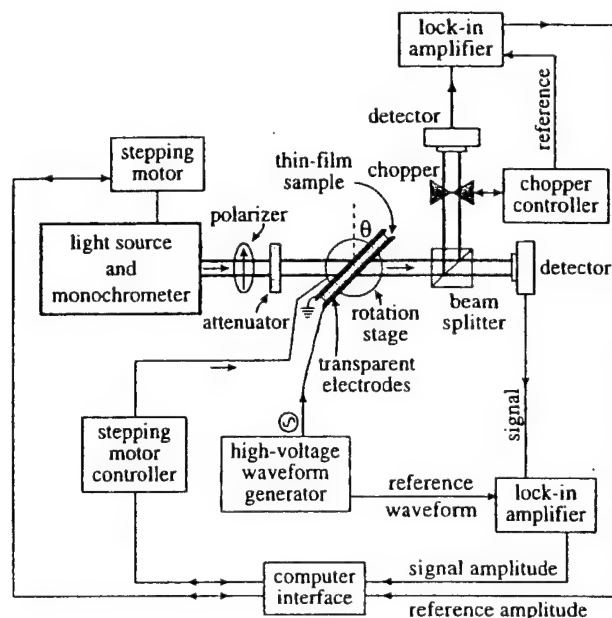 lock-in
amplifier
reference
detector
stepping
motor
thin-film
sample
chopper
chopper
controller
polarizer
θ
light source
and
monochrometer
detector
attenuator
beam
splitter
rotation
stage
transparent
electrodes
signal
stepping
motor
controller
S
high-voltage
waveform
generator
reference
waveform
lock-in
amplifier
signal amplitude
computer
interface
reference amplitude